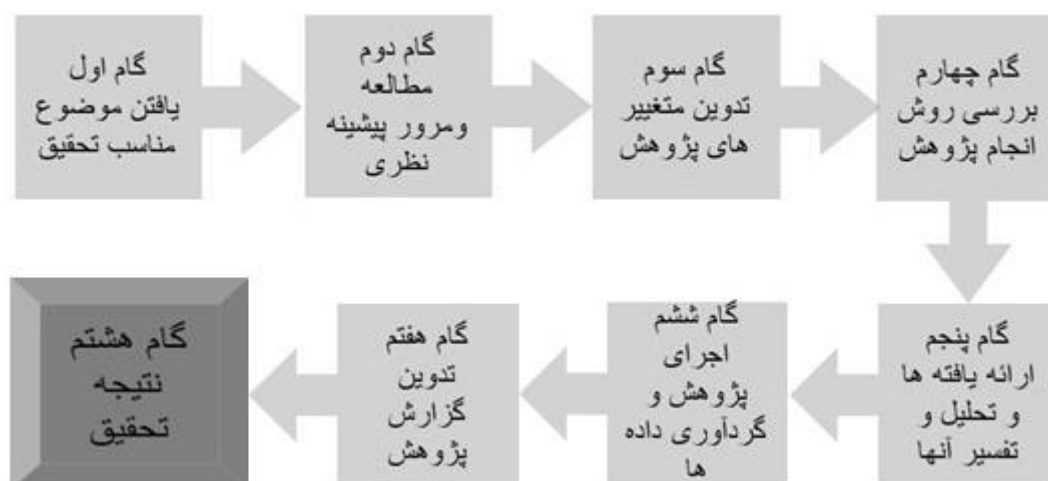 گام اول
یافتن موضوع
مناسب تحقیق
گام دوم
مطالعه
ومرور پیشینه
نظری
گام سوم
تدوین متغییر
های پژوهش
گام چهارم
بررسی روش
انجام پژوهش
گام پنجم
ارائه یافته ها
و تحلیل و
تفسیر آنها
گام ششم
اجرای
پژوهش و
گردآوری داده
ها
گام هفتم
تدوین
گزارش
پژوهش
گام هشتم
نتیجه
تحقیق